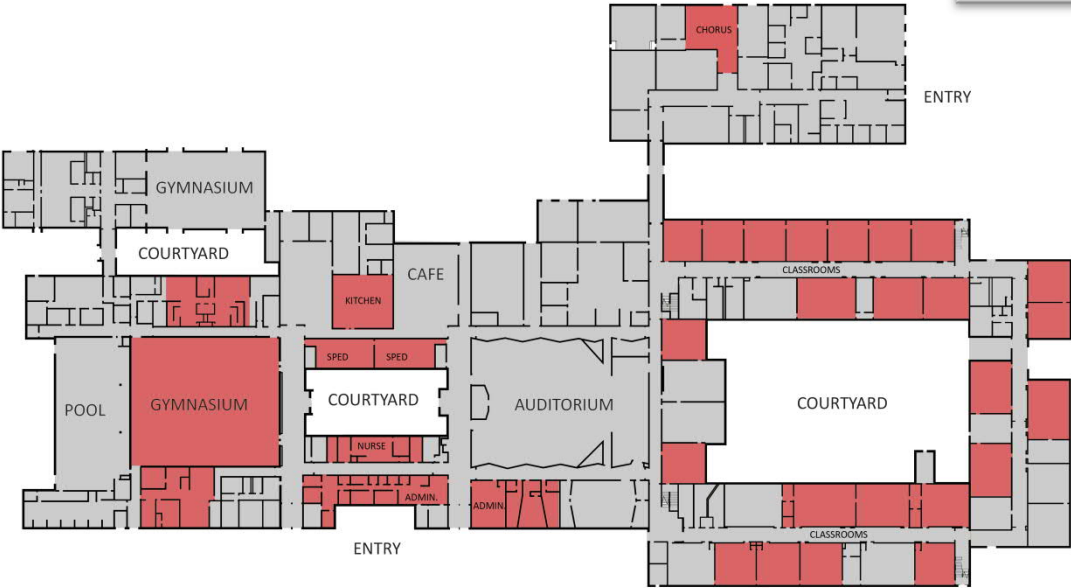 CHORUS
ENTRY
GYMNASIUM
COURTYARD
CAFE
CLASSROOMS
KITCHEN
SPED SPED
POOL
GYMNASIUM
COURTYARD
AUDITORIUM
COURTYARD
NURSE
ADMIN.
ADMIN.
CLASSROOMS
ENTRY